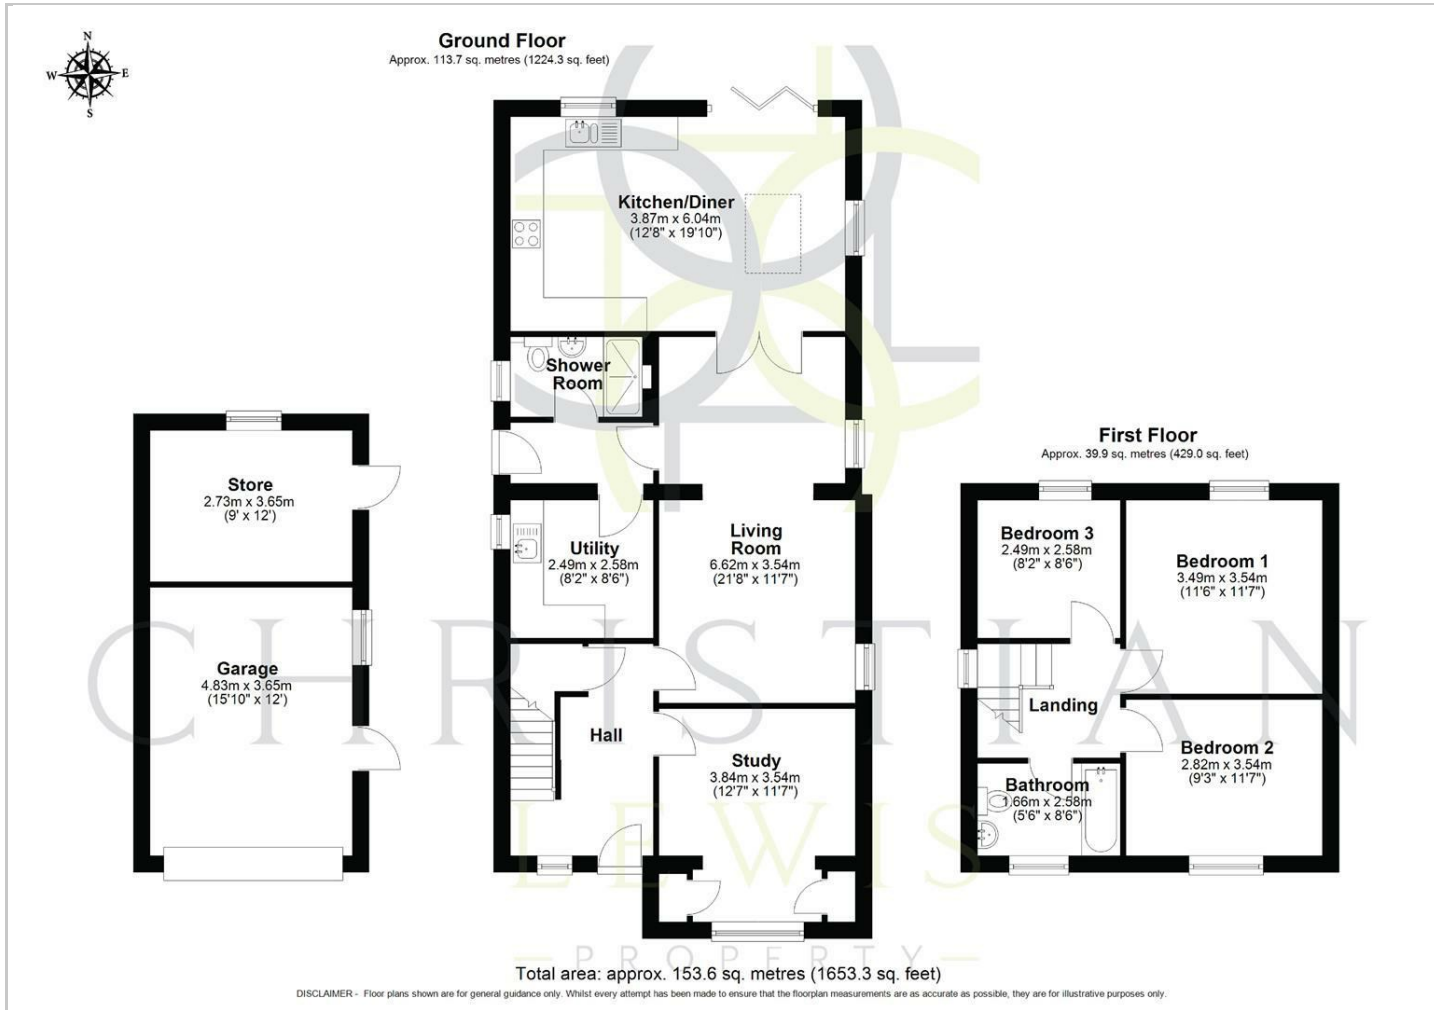 Ground Floor
Approx. 113.7 sq. metres (1224.3 sq. feet)
N
W E
S
Kitchen/Diner
3.87m x 6.04m
(12'8" x 19'10")
Shower
Room
Store
2.73m x 3.65m
(9' x 12')
Utility
2.49m x 2.58m
(8'2" x 8'6")
Living
Room
6.62m x 3.54m
(21'8" x 11'7")
Garage
4.83m x 3.65m
(15'10" x 12')
Hall
Study
3.84m x 3.54m
(12'7" x 11'7")
First Floor
Approx. 39.9 sq. metres (429.0 sq. feet)
Bedroom 3
2.49m x 2.58m
(8'2" x 8'6")
Bedroom 1
3.49m x 3.54m
(11'6" x 11'7")
Landing
Bedroom 2
2.82m x 3.54m
(9'3" x 11'7")
Bathroom
1.66m x 2.58m
(5'6" x 8'6")
CHRISTIAN
LEWIS
PROPERTY
Total area: approx. 153.6 sq. metres (1653.3 sq. feet)
DISCLAIMER - Floor plans shown are for general guidance only. Whilst every attempt has been made to ensure that the floorplan measurements are as accurate as possible, they are for illustrative purposes only.